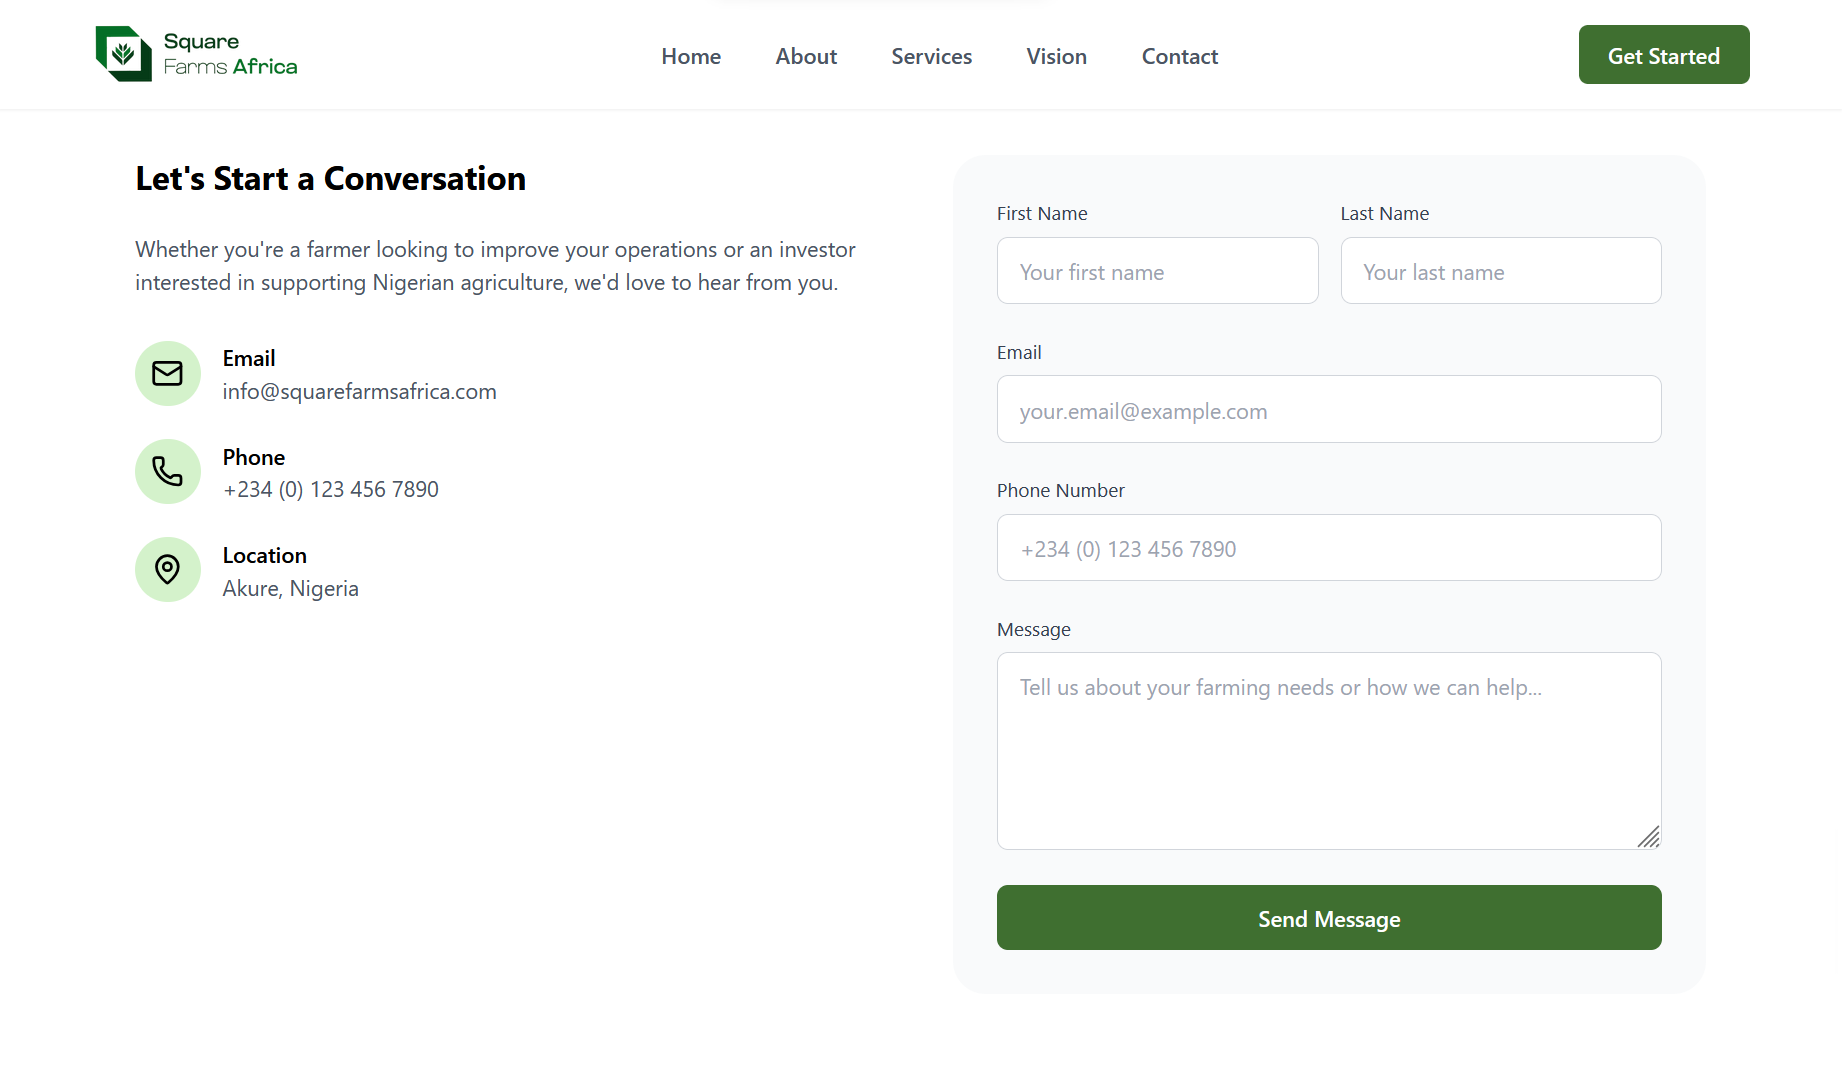 Square
Farms Africa
Home
About
Services
Vision
Contact
Get Started
Let's Start a Conversation
Whether you're a farmer looking to improve your operations or an investor
interested in supporting Nigerian agriculture, we'd love to hear from you.
Email
info@squarefarmsafrica.com
Phone
+234 (0) 123 456 7890
Location
Akure, Nigeria
First Name
Your first name
Last Name
Your last name
Email
your.email@example.com
Phone Number
+234 (0) 123 456 7890
Message
Tell us about your farming needs or how we can help...
Send Message